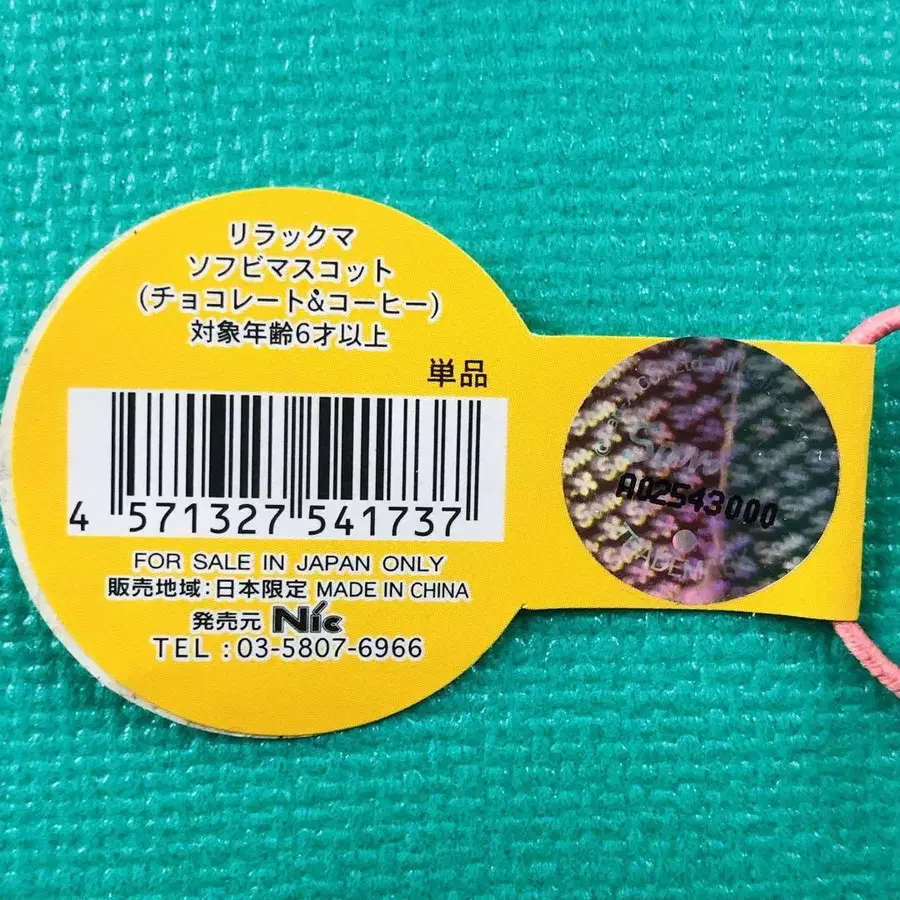 リラックマ
ソフビマスコット
(チョコレート&コーヒー)
対象年齢6才以上
単品
4 571327 541737
FOR SALE IN JAPAN ONLY
販売地域:日本限定 MADE IN CHINA
発売元 Nic
TEL :03-5807-6966
San
A02543000
TRADEM